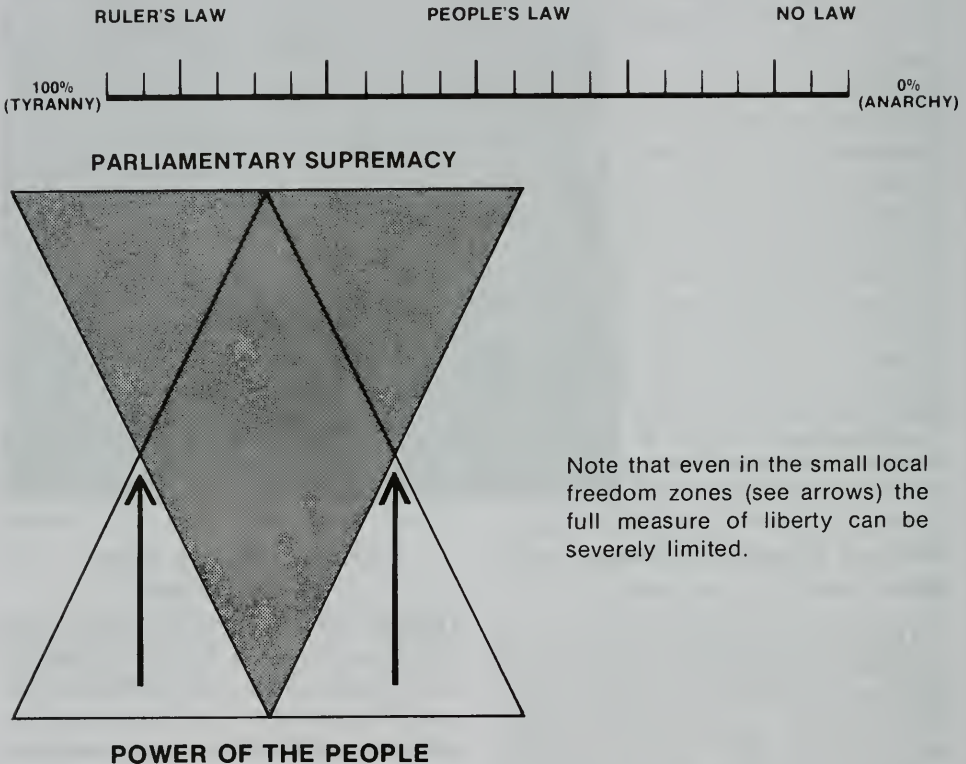 RULER'S LAW PEOPLE'S LAW NO LAW
100%
(TYRANNY)
0%
(ANARCHY)
PARLIAMENTARY SUPREMACY
Note that even in the small local
freedom zones (see arrows) the
full measure of liberty can be
severely limited.
POWER OF THE PEOPLE